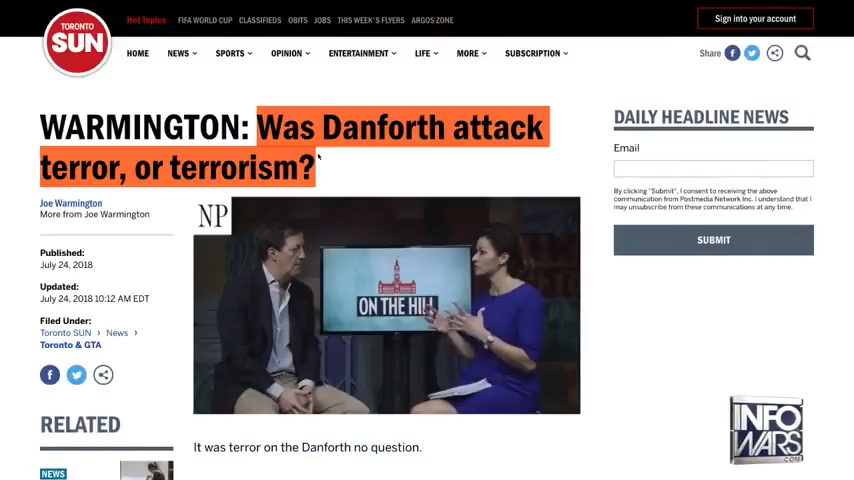 TORONTO
SUN
Hot Topics FIFA WORLD CUP CLASSIFIEDS OBITS JOBS THIS WEEK'S FLYERS ARGOS ZONE
Sign into your account
HOME NEWS SPORTS OPINION ENTERTAINMENT LIFE MORE SUBSCRIPTION
Share
WARMINGTON: Was Danforth attack
terror, or terrorism?
Joe Warmington
More from Joe Warmington
Published:
July 24, 2018
Updated:
July 24, 2018 10:12 AM EDT
Filed Under:
Toronto SUN › News ›
Toronto & GTA
RELATED
NEWS
NP
ON THE HILL
It was terror on the Danforth no question.
DAILY HEADLINE NEWS
Email
By clicking "Submit", I consent to receiving the above
communication from Postmedia Network Inc. I understand that I
may unsubscribe from these communications at any time.
SUBMIT
INFO
WARS
.COM